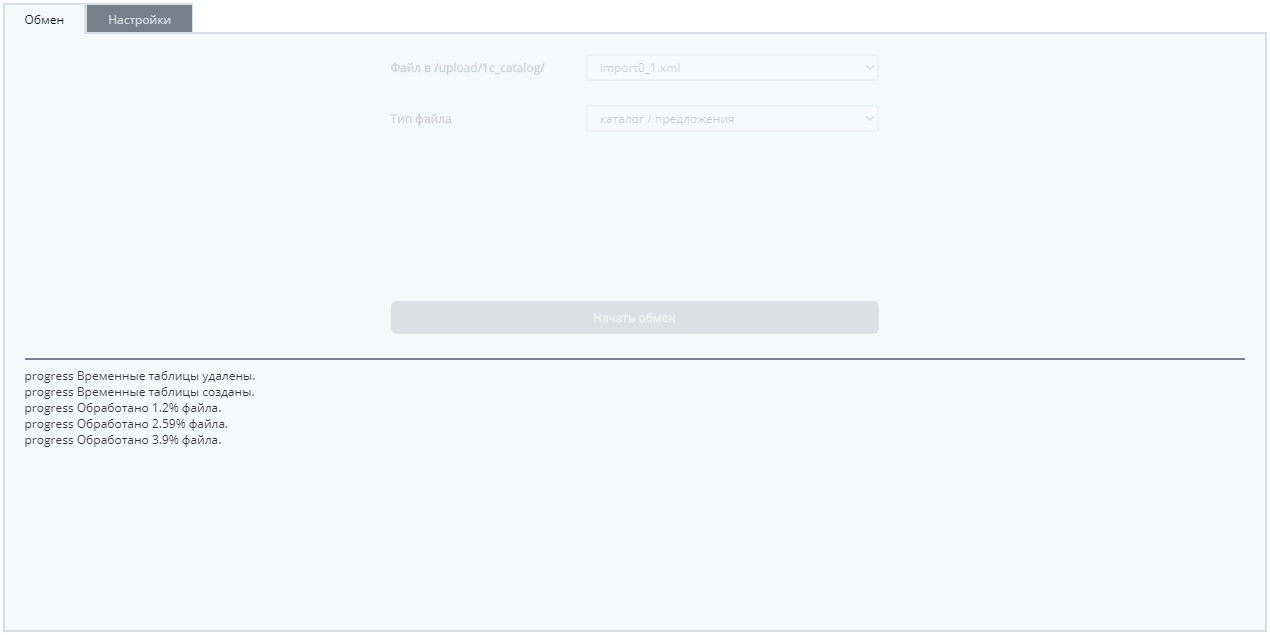 Обмен
Настройки
Файл в /upload/1c_catalog/
import0_1.xml
Тип файла
каталог / предложения
Начать обмен
progress Временные таблицы удалены.
progress Временные таблицы созданы.
progress Обработано 1.2% файла.
progress Обработано 2.59% файла.
progress Обработано 3.9% файла.